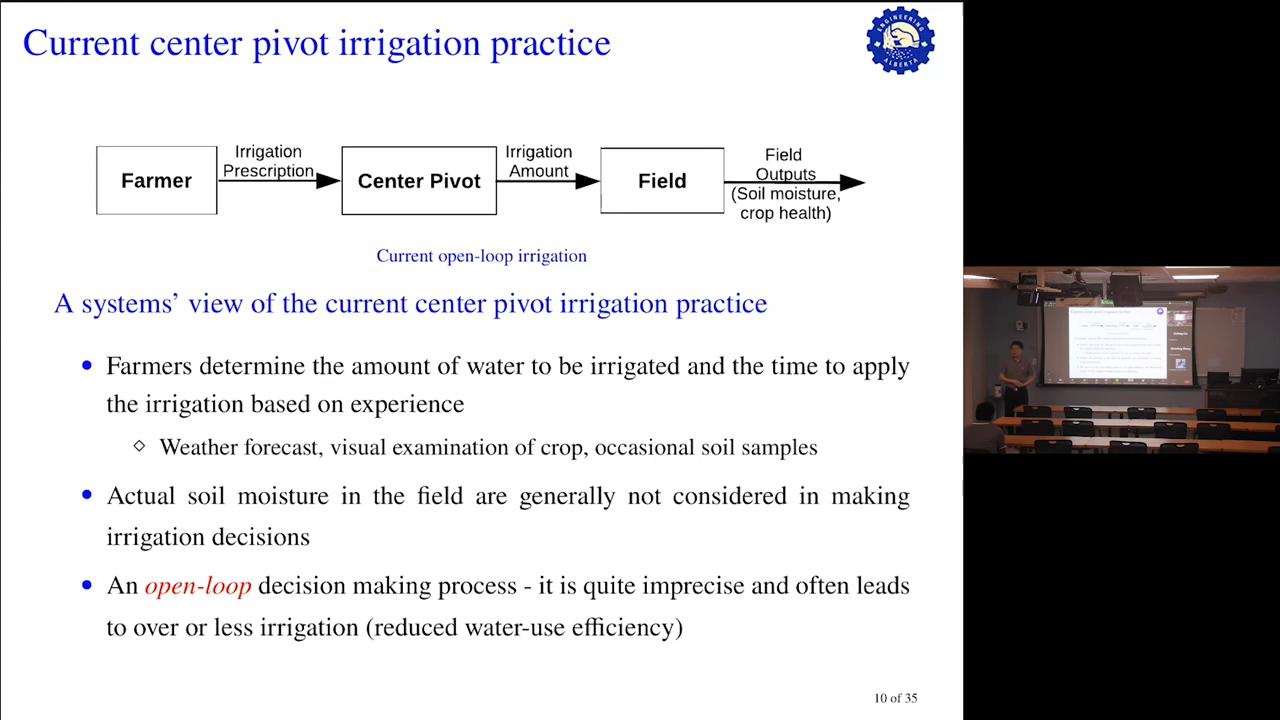 Current center pivot irrigation practice
ENGINEERING
ALBERTA
Farmer
Irrigation
Prescription
Center Pivot
Irrigation
Amount
Field
Field
Outputs
(Soil moisture,
crop health)
Current open-loop irrigation
A systems' view of the current center pivot irrigation practice
• Farmers determine the amount of water to be irrigated and the time to apply
the irrigation based on experience
◇ Weather forecast, visual examination of crop, occasional soil samples
• Actual soil moisture in the field are generally not considered in making
irrigation decisions
• An open-loop decision making process - it is quite imprecise and often leads
to over or less irrigation (reduced water-use efficiency)
10 of 35